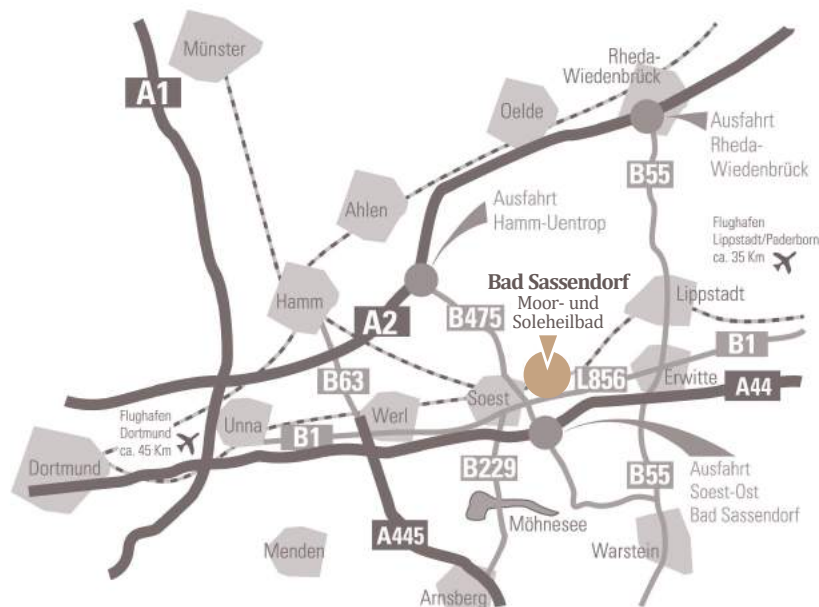 Münster
A1
Rheda-
Wiedenbrück
Oelde
Ausfahrt
Rheda-
Wiedenbrück
B55
Ahlen
Ausfahrt
Hamm-Uentrop
Flughafen
Lippstadt/Paderborn
ca. 35 Km
Bad Sassendorf
Moor- und
Soleheilbad
Hamm
Lippstadt
A2
B475
B1
B63
L856
Erwitte
A44
Flughafen
Dortmund
ca. 45 Km
Unna
Werl
Soest
B1
Dortmund
B229
B55
Ausfahrt
Soest-Ost
Bad Sassendorf
Möhnesee
A445
Menden
Warstein
Arnsberg